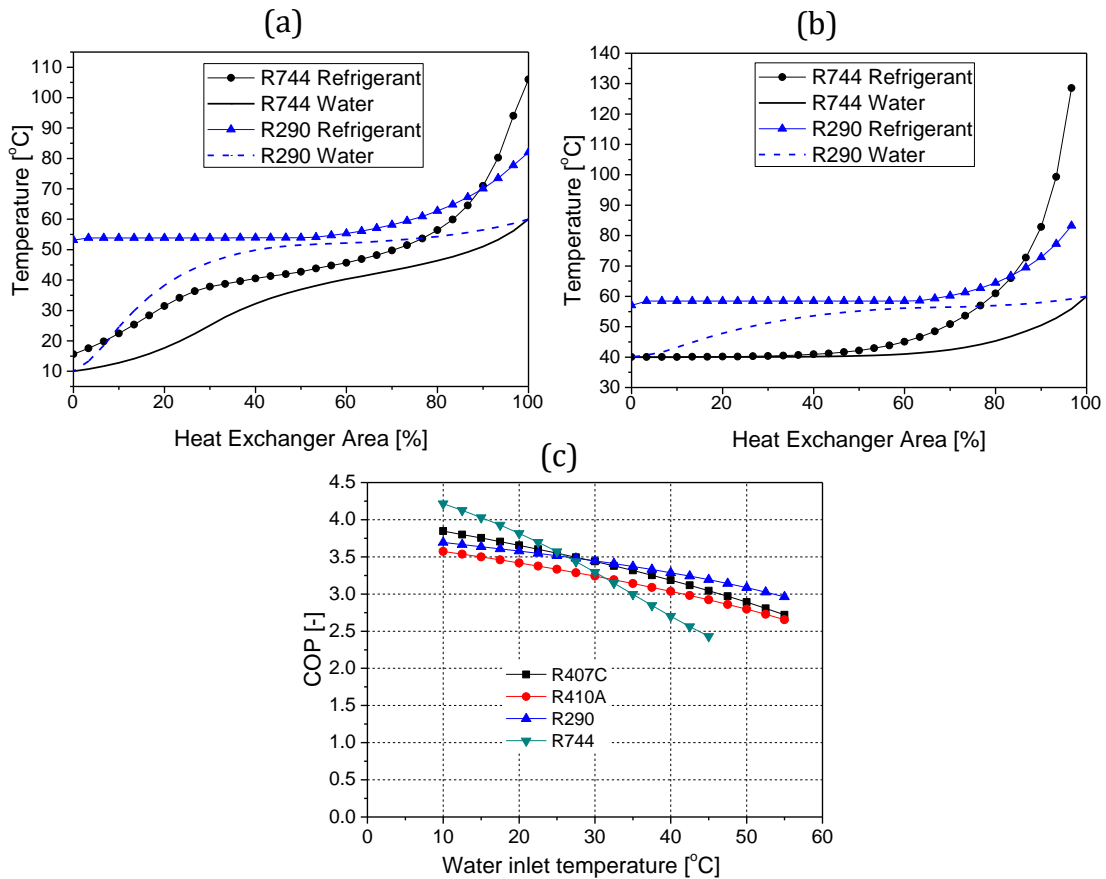 (a)
110
100
90
80
70
60
50
40
30
20
10
Temperature [°C]
R744 Refrigerant
R744 Water
R290 Refrigerant
R290 Water
0 20 40 60 80 100
Heat Exchanger Area [%]
(b)
140
130
120
110
100
90
80
70
60
50
40
30
Temperature [°C]
R744 Refrigerant
R744 Water
R290 Refrigerant
R290 Water
0 20 40 60 80 100
Heat Exchanger Area [%]
(c)
4.5
4.0
3.5
3.0
2.5
2.0
1.5
1.0
0.5
0.0
COP [-]
R407C
R410A
R290
R744
0 10 20 30 40 50 60
Water inlet temperature [°C]